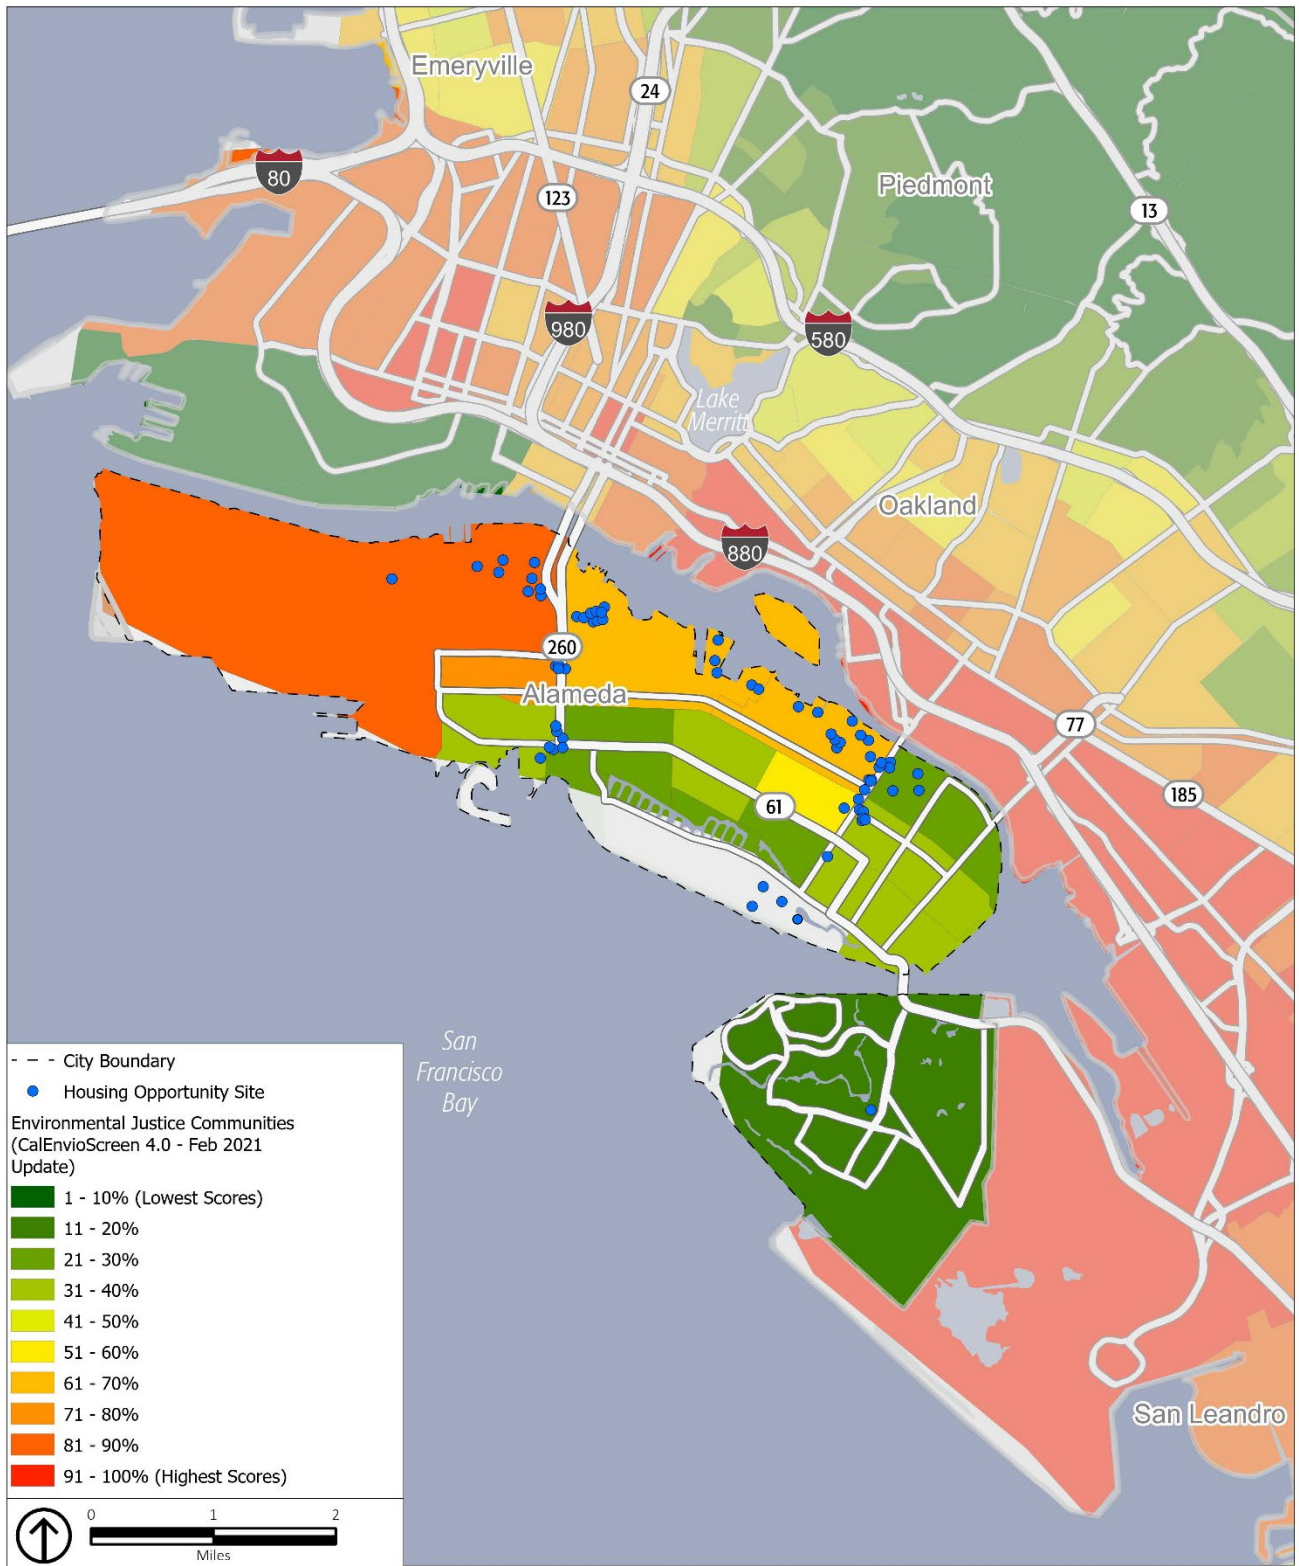 Emeryville
24
80
123
Piedmont
13
980
580
Lake
Merritt
Oakland
880
260
Alameda
77
185
61
San
Francisco
Bay
San Leandro
City Boundary
Housing Opportunity Site
Environmental Justice Communities
(CalEnvioScreen 4.0 - Feb 2021
Update)
1 - 10% (Lowest Scores)
11 - 20%
21 - 30%
31 - 40%
41 - 50%
51 - 60%
61 - 70%
71 - 80%
81 - 90%
91 - 100% (Highest Scores)
0 1 2
Miles